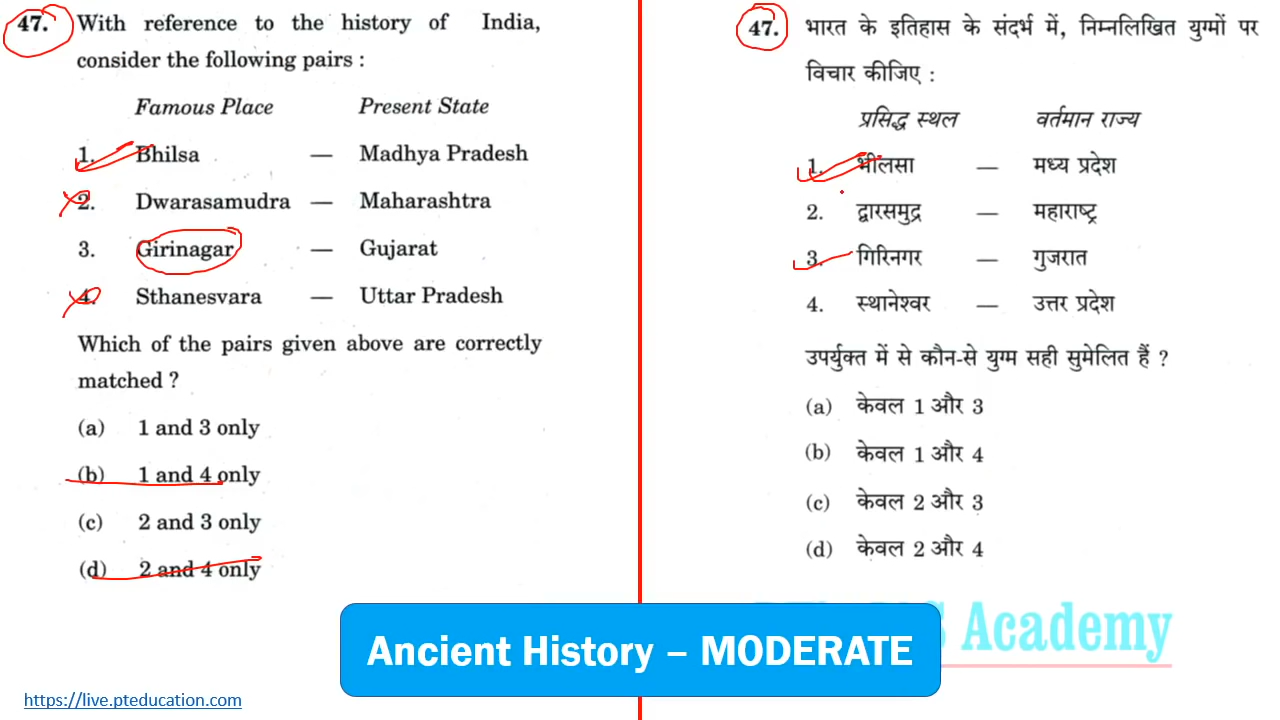 47. With reference to the history of India,
consider the following pairs :
Famous Place Present State
1. Bhilsa — Madhya Pradesh
2. Dwarasamudra — Maharashtra
3. Girinagar — Gujarat
4. Sthanesvara — Uttar Pradesh
Which of the pairs given above are correctly
matched ?
(a) 1 and 3 only
(b) 1 and 4 only
(c) 2 and 3 only
(d) 2 and 4 only
47. भारत के इतिहास के संदर्भ में, निम्नलिखित युग्मों पर
विचार कीजिए :
प्रसिद्ध स्थल वर्तमान राज्य
1. भीलसा — मध्य प्रदेश
2. द्वारसमुद्र — महाराष्ट्र
3. गिरिनगर — गुजरात
4. स्थानेश्वर — उत्तर प्रदेश
उपर्युक्त में से कौन-से युग्म सही सुमेलित हैं ?
(a) केवल 1 और 3
(b) केवल 1 और 4
(c) केवल 2 और 3
(d) केवल 2 और 4
Academy
Ancient History – MODERATE
https://live.pteducation.com